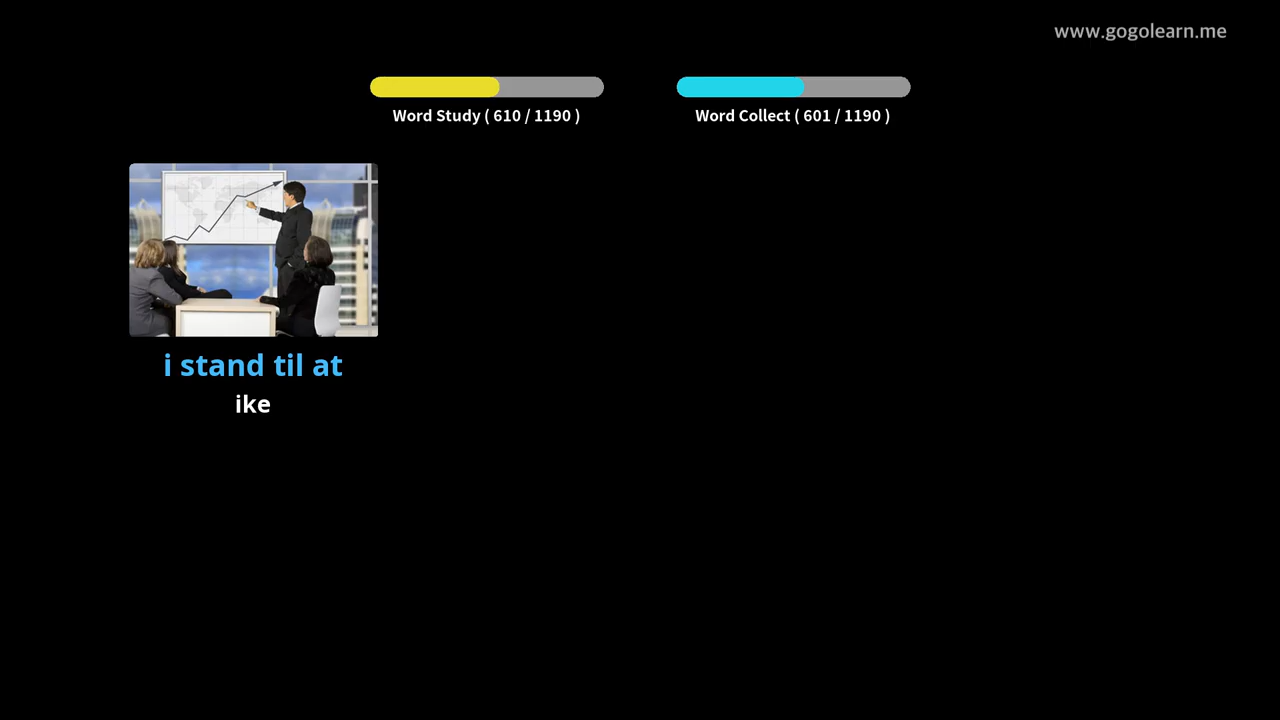 www.gogolearn.me
Word Study ( 610 / 1190 )
Word Collect ( 601 / 1190 )
i stand til at
ike